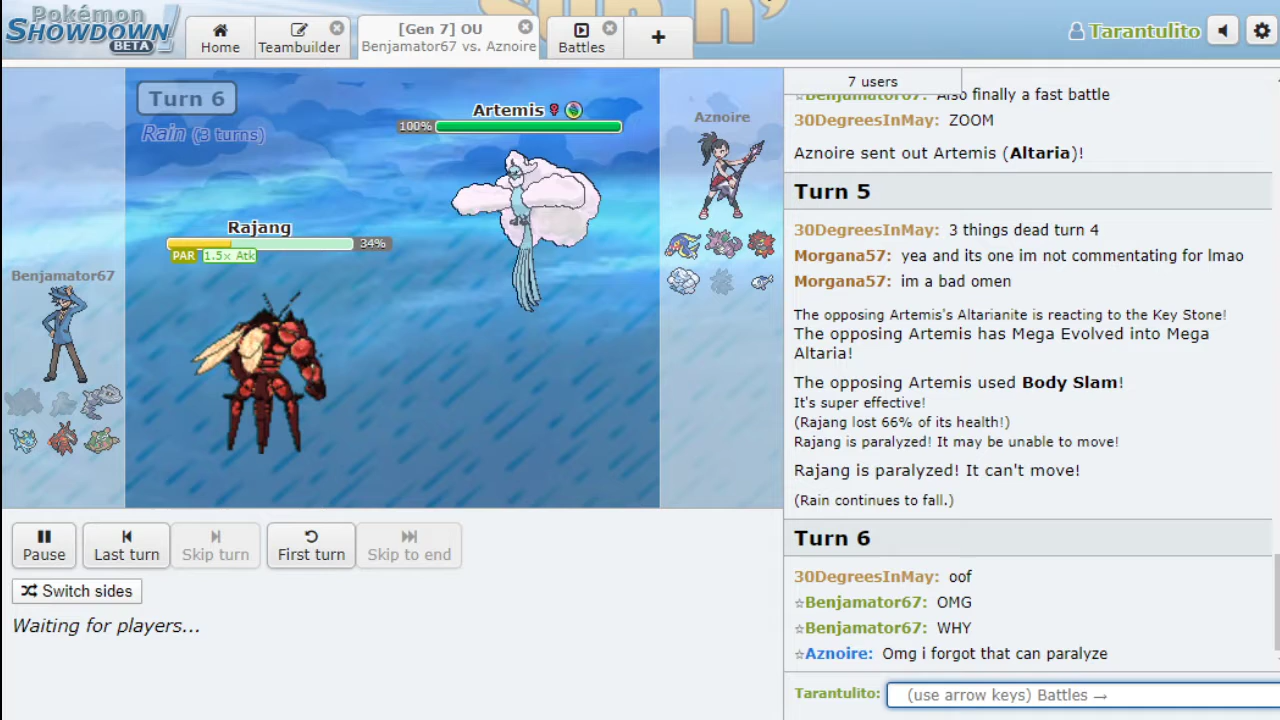 Pokémon
SHOWDOWN!
BETA
Home
Teambuilder
[Gen 7] OU
Benjamator67 vs. Aznoire
Battles
+
Tarantulito
Turn 6
Rain (3 turns)
Artemis
100%
Rajang
34%
PAR 1.5× Atk
Benjamator67
Aznoire
Pause
Last turn
Skip turn
First turn
Skip to end
Switch sides
Waiting for players...
7 users
☆Benjamator67: Also finally a fast battle
30DegreesInMay: ZOOM
Aznoire sent out Artemis (Altaria)!
Turn 5
30DegreesInMay: 3 things dead turn 4
Morgana57: yea and its one im not commentating for lmao
Morgana57: im a bad omen
The opposing Artemis's Altarianite is reacting to the Key Stone!
The opposing Artemis has Mega Evolved into Mega
Altaria!
The opposing Artemis used Body Slam!
It's super effective!
(Rajang lost 66% of its health!)
Rajang is paralyzed! It may be unable to move!
Rajang is paralyzed! It can't move!
(Rain continues to fall.)
Turn 6
30DegreesInMay: oof
☆Benjamator67: OMG
☆Benjamator67: WHY
☆Aznoire: Omg i forgot that can paralyze
Tarantulito: (use arrow keys) Battles →